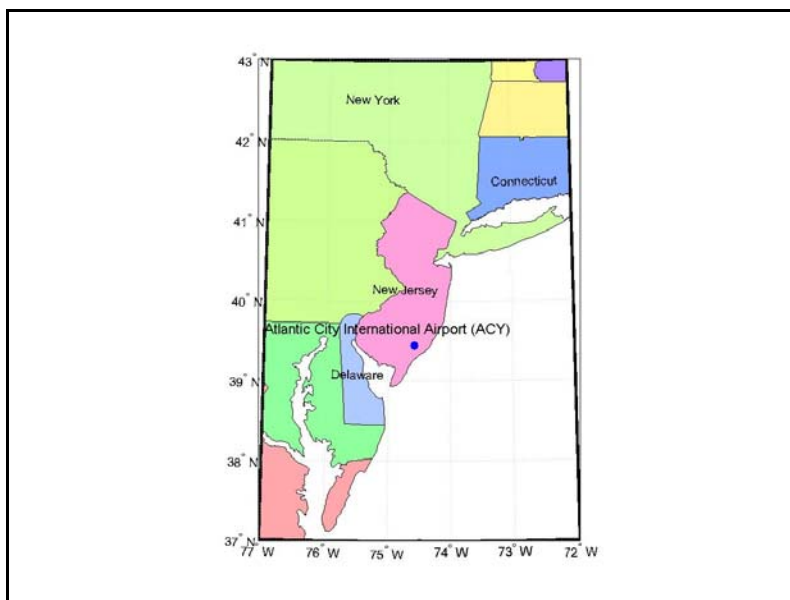 43° N
New York
42° N
Connecticut
41° N
New Jersey
40° N
Atlantic City International Airport (ACY)
Delaware
39° N
38° N
37° N
77° W 76° W 75° W 74° W 73° W 72° W